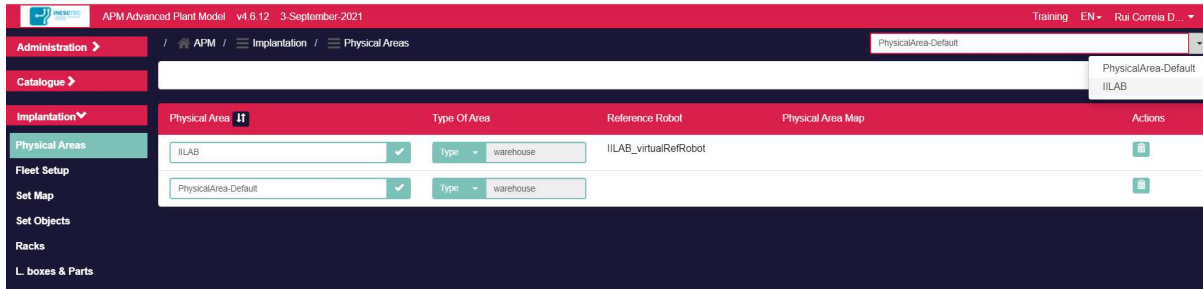 INESCTEC
APM Advanced Plant Model v4.6.12 3-September-2021
Training EN Rui Correia D...
Administration
/ APM / Implantation / Physical Areas
PhysicalArea-Default
PhysicalArea-Default
IILAB
Catalogue
Implantation
Physical Area Type Of Area Reference Robot Physical Area Map Actions
Physical Areas
IILAB Type warehouse IILAB_virtualRefRobot
Fleet Setup
PhysicalArea-Default Type warehouse
Set Map
Set Objects
Racks
L. boxes & Parts